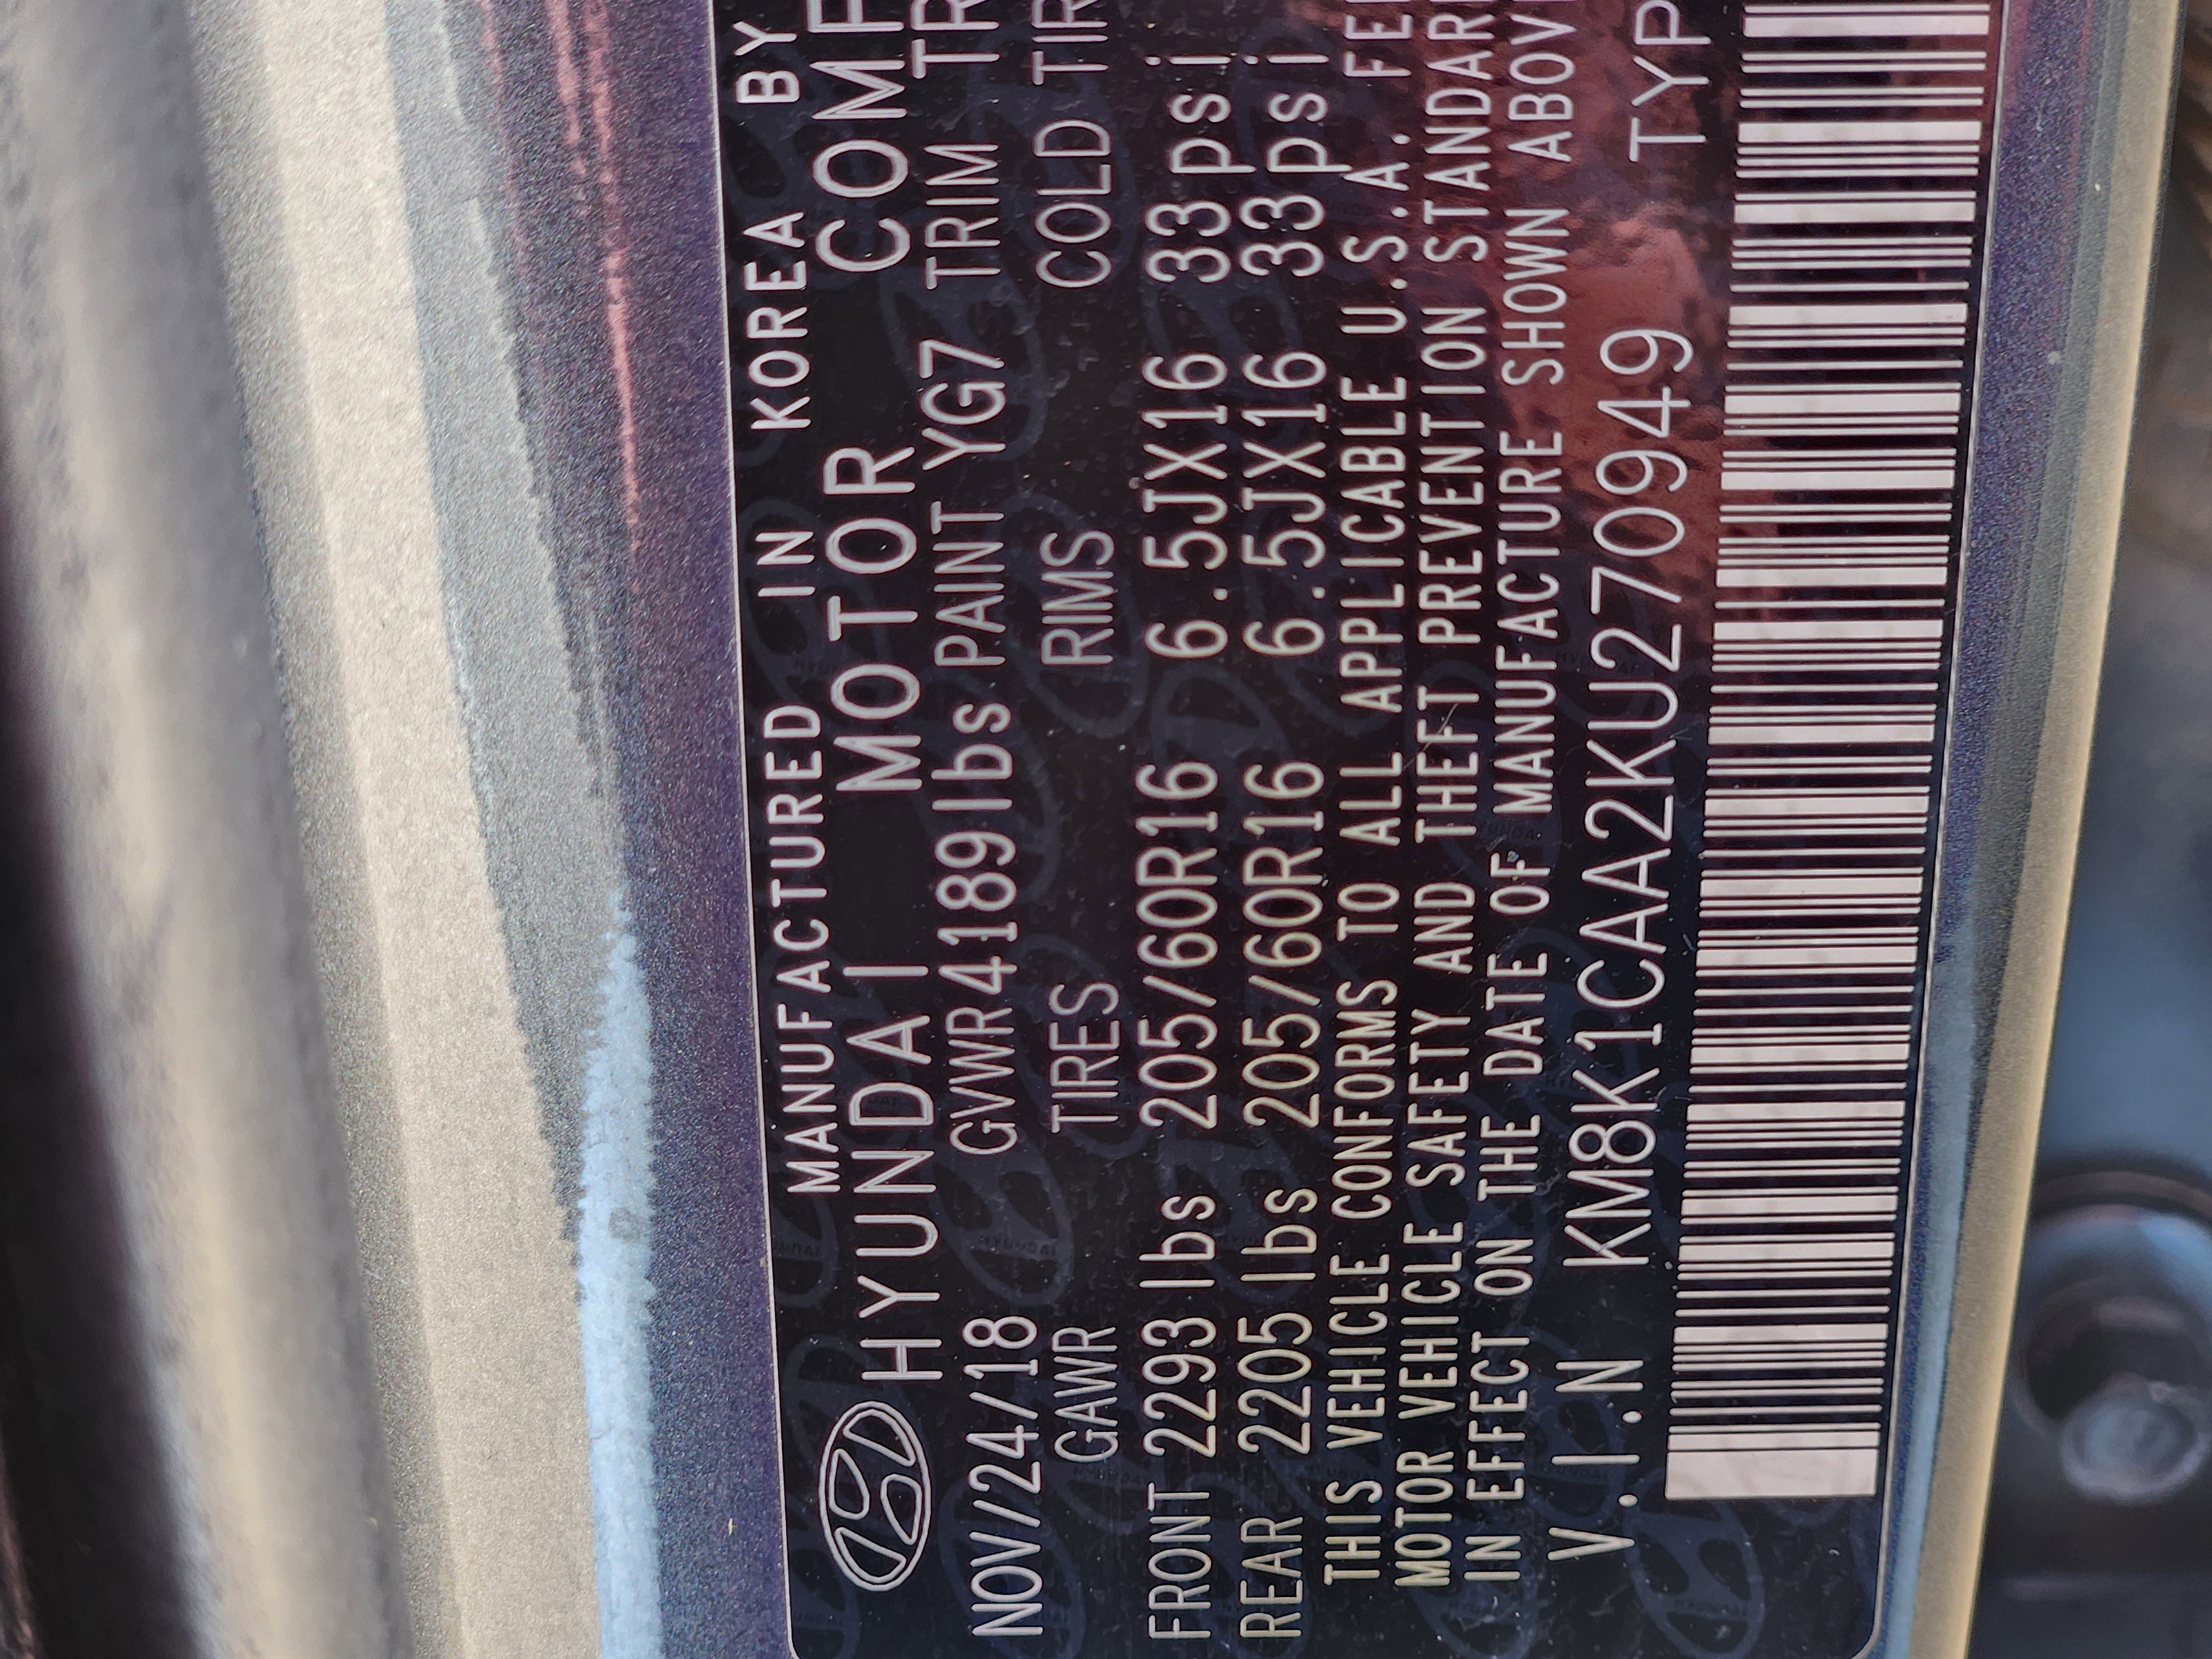 MANUFACTURED IN KOREA BY
HYUNDAI MOTOR COMP
NOV/24/18 GVWR4189lbs PAINT YG7 TRIM TR
GAWR TIRES RIMS COLD TIR
FRONT 2293 lbs 205/60R16 6.5JX16 33 psi
REAR 2205 lbs 205/60R16 6.5JX16 33 psi
THIS VEHICLE CONFORMS TO ALL APPLICABLE U.S.A. FE
MOTOR VEHICLE SAFETY AND THEFT PREVENTION STANDAR
IN EFFECT ON THE DATE OF MANUFACTURE SHOWN ABOV
V.I.N KM8K1CAA2KU270949 TYP